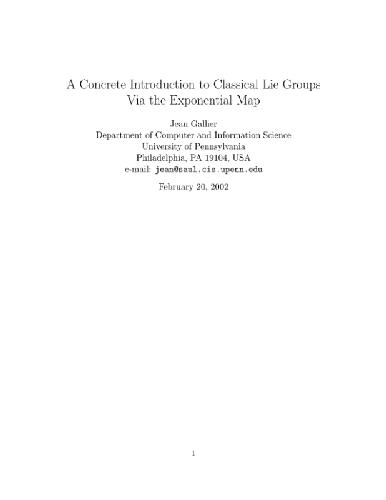 A Concrete Introduction to Classical Lie Groups
Via the Exponential Map
Jean Gallier
Department of Computer and Information Science
University of Pennsylvania
Philadelphia, PA 19104, USA
e-mail: jean@saul.cis.upenn.edu
February 20, 2002
1